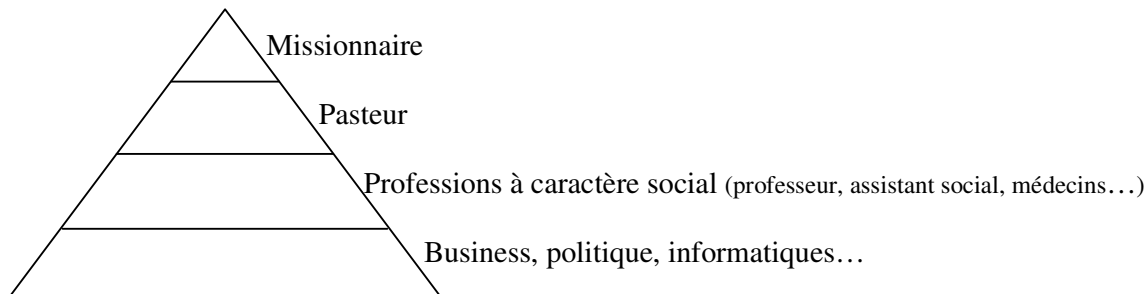 Missionnaire
Pasteur
Professions à caractère social (professeur, assistant social, médecins…)
Business, politique, informatiques…